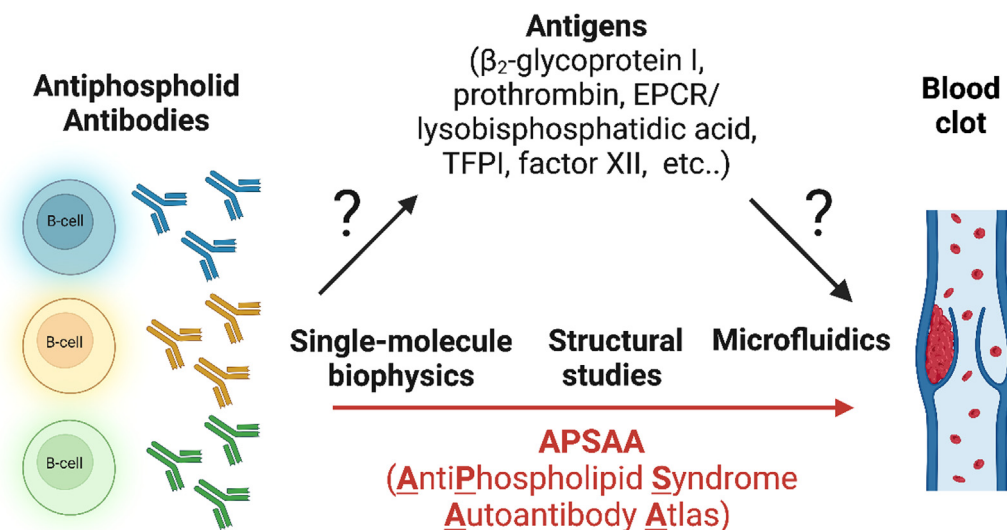 Antiphospholid
Antibodies
B-cell
B-cell
B-cell
?
Antigens
(β₂-glycoprotein I,
prothrombin, EPCR/
lysobisphosphatidic acid,
TFPI, factor XII, etc..)
?
Blood
clot
Single-molecule
biophysics
Structural
studies
Microfluidics
APSAA
(AntiPhospholipid Syndrome
Autoantibody Atlas)